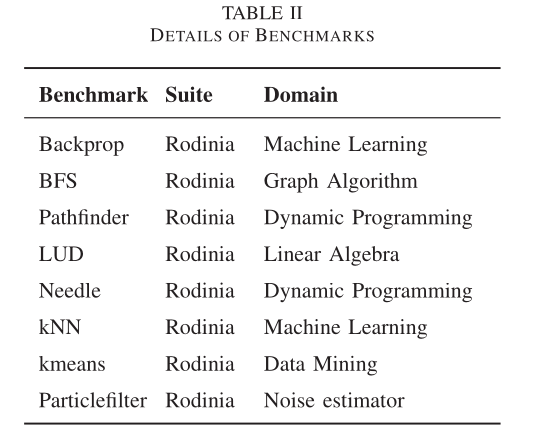 TABLE II
DETAILS OF BENCHMARKS
Benchmark Suite Domain
Backprop Rodinia Machine Learning
BFS Rodinia Graph Algorithm
Pathfinder Rodinia Dynamic Programming
LUD Rodinia Linear Algebra
Needle Rodinia Dynamic Programming
kNN Rodinia Machine Learning
kmeans Rodinia Data Mining
Particlefilter Rodinia Noise estimator